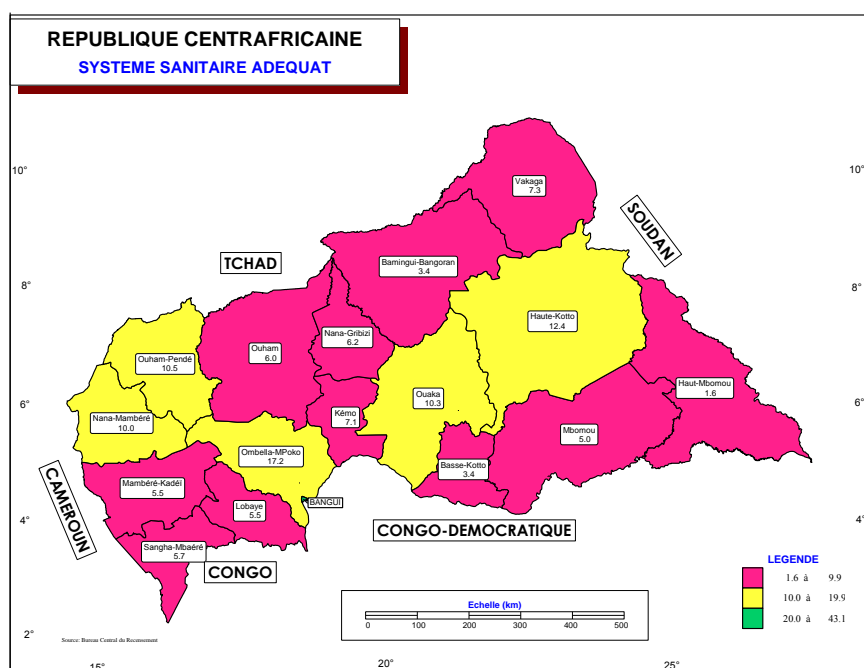 REPUBLIQUE CENTRAFRICAINE
SYSTEME SANITAIRE ADEQUAT
10°
10°
Vakaga
7.3
SOUDAN
TCHAD
Bamingui-Bangoran
3.4
8°
8°
Haute-Kotto
12.4
Nana-Gribizi
6.2
Ouham
6.0
Ouham-Pendé
10.5
Haut-Mbomou
1.6
Ouaka
10.3
6°
6°
Nana-Mambéré
10.0
Kémo
7.1
Mbomou
5.0
Ombella-MPoko
17.2
Basse-Kotto
3.4
Mambéré-Kadéï
5.5
CAMEROUN
BANGUI
Lobaye
5.5
4°
4°
CONGO-DEMOCRATIQUE
Sangha-Mbaéré
5.7
CONGO
LEGENDE
1.6 à 9.9
10.0 à 19.9
20.0 à 43.1
Echelle (km)
0 100 200 300 400 500
2°
Source: Bureau Central du Recensement
15°
20°
25°